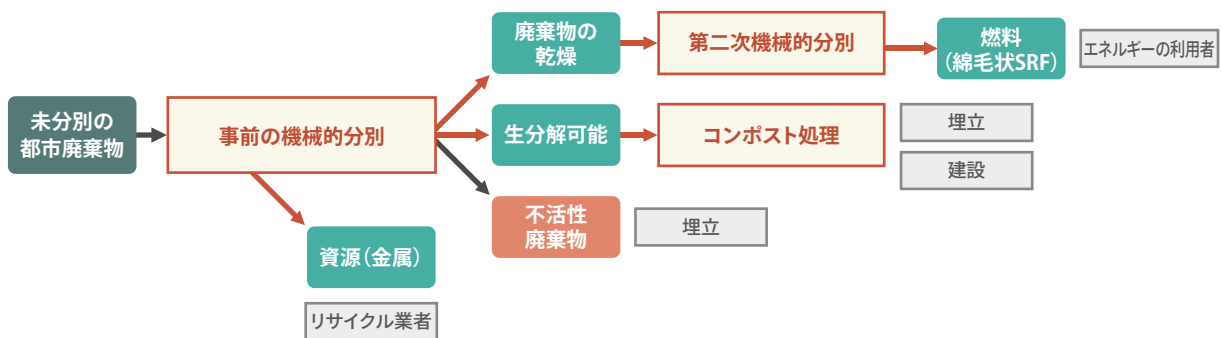 未分別の
都市廃棄物
事前の機械的分別
資源（金属）
リサイクル業者
廃棄物の
乾燥
第二次機械的分別
燃料
（綿毛状SRF）
エネルギーの利用者
生分解可能
コンポスト処理
埋立
建設
不活性
廃棄物
埋立